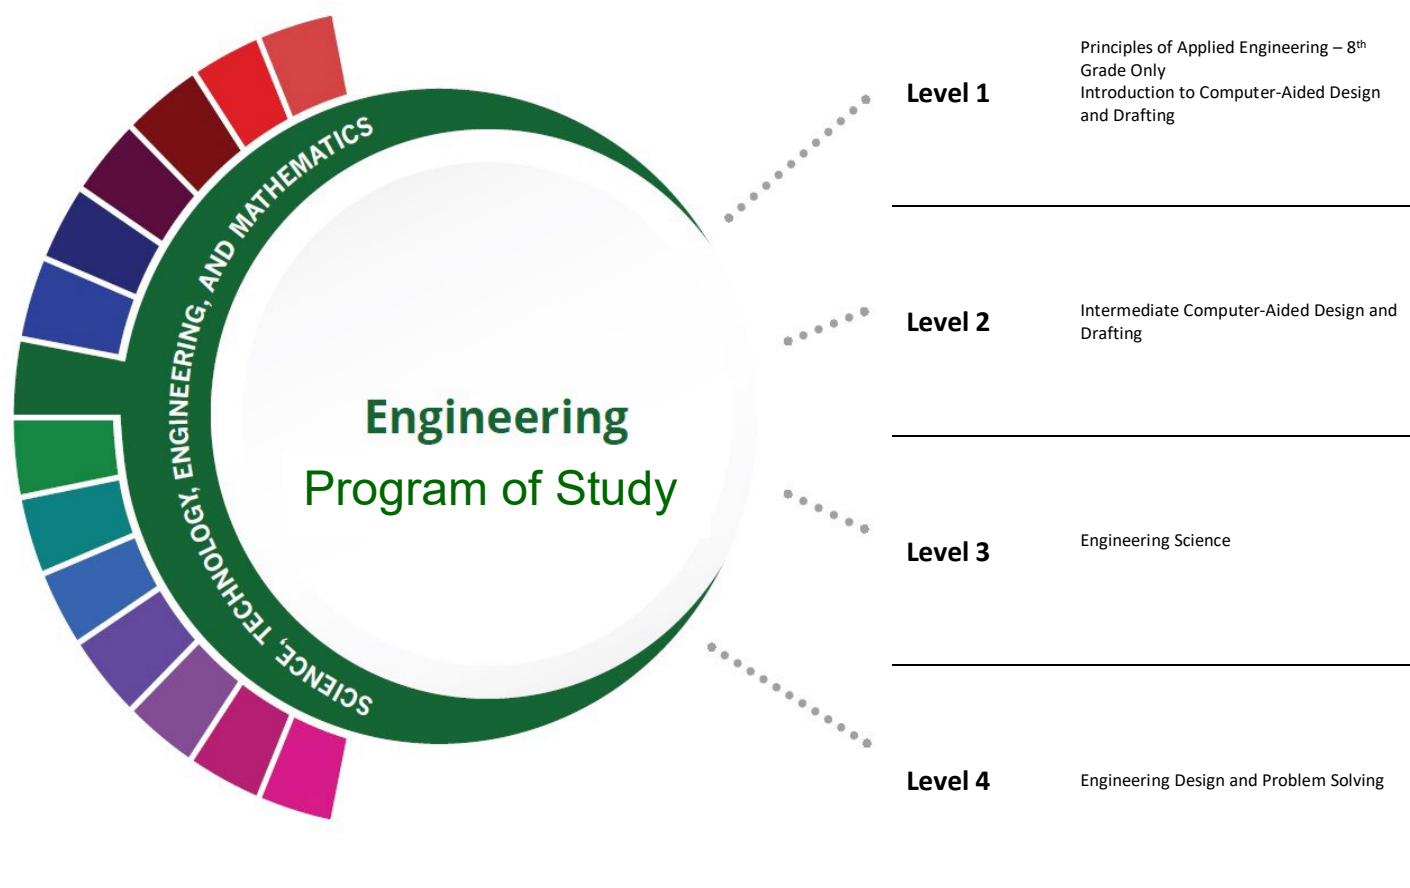 SCIENCE, TECHNOLOGY, ENGINEERING, AND MATHEMATICS
Engineering
Program of Study
Level 1
Principles of Applied Engineering – 8th
Grade Only
Introduction to Computer-Aided Design
and Drafting
Level 2
Intermediate Computer-Aided Design and
Drafting
Level 3
Engineering Science
Level 4
Engineering Design and Problem Solving